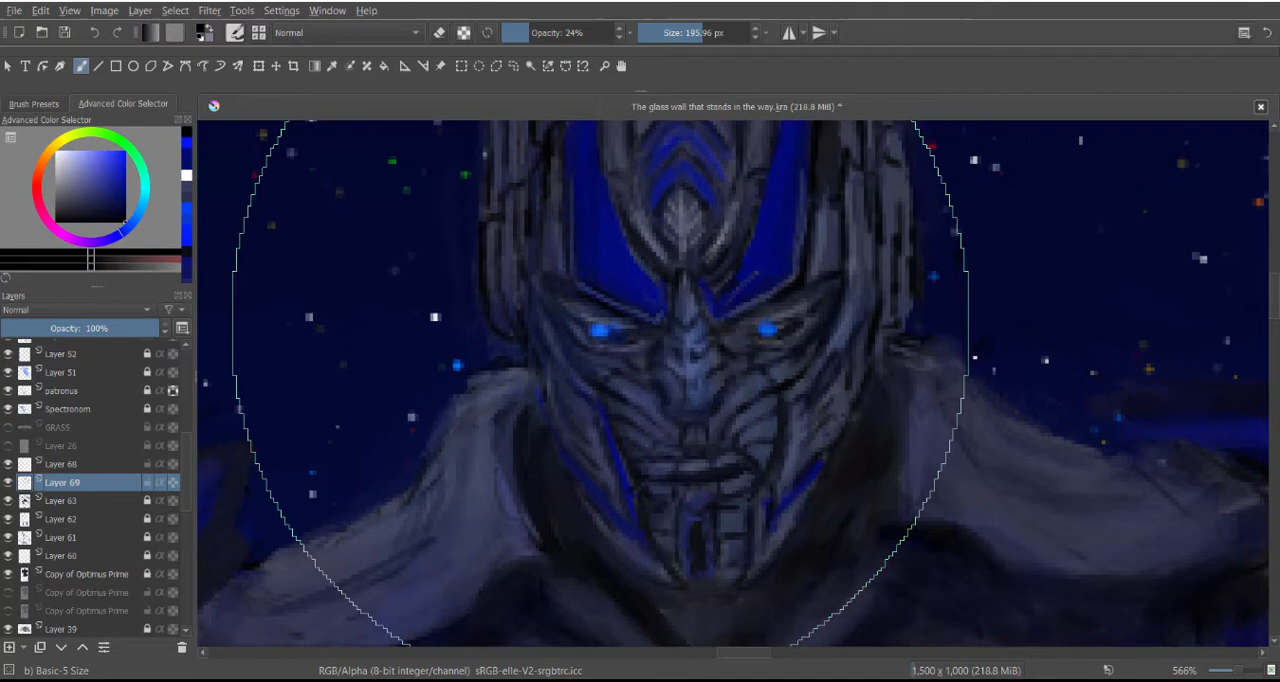 File Edit View Image Layer Select Filter Tools Settings Window Help
Normal Opacity: 24% Size: 195.96 px
Brush Presets Advanced Color Selector
The glass wall that stands in the way.kra (218.8 MiB) *
Advanced Color Selector
Layers
Normal
Opacity: 100%
Layer 52
Layer 51
patronus
Spectronom
GRASS
Layer 26
Layer 68
Layer 69
Layer 63
Layer 62
Layer 61
Layer 60
Copy of Optimus Prime
Copy of Optimus Prime
Copy of Optimus Prime
Layer 39
b) Basic-5 Size RGB/Alpha (8-bit integer/channel) sRGB-elle-V2-srgbtrc.icc 1,500 x 1,000 (218.8 MiB) 566%